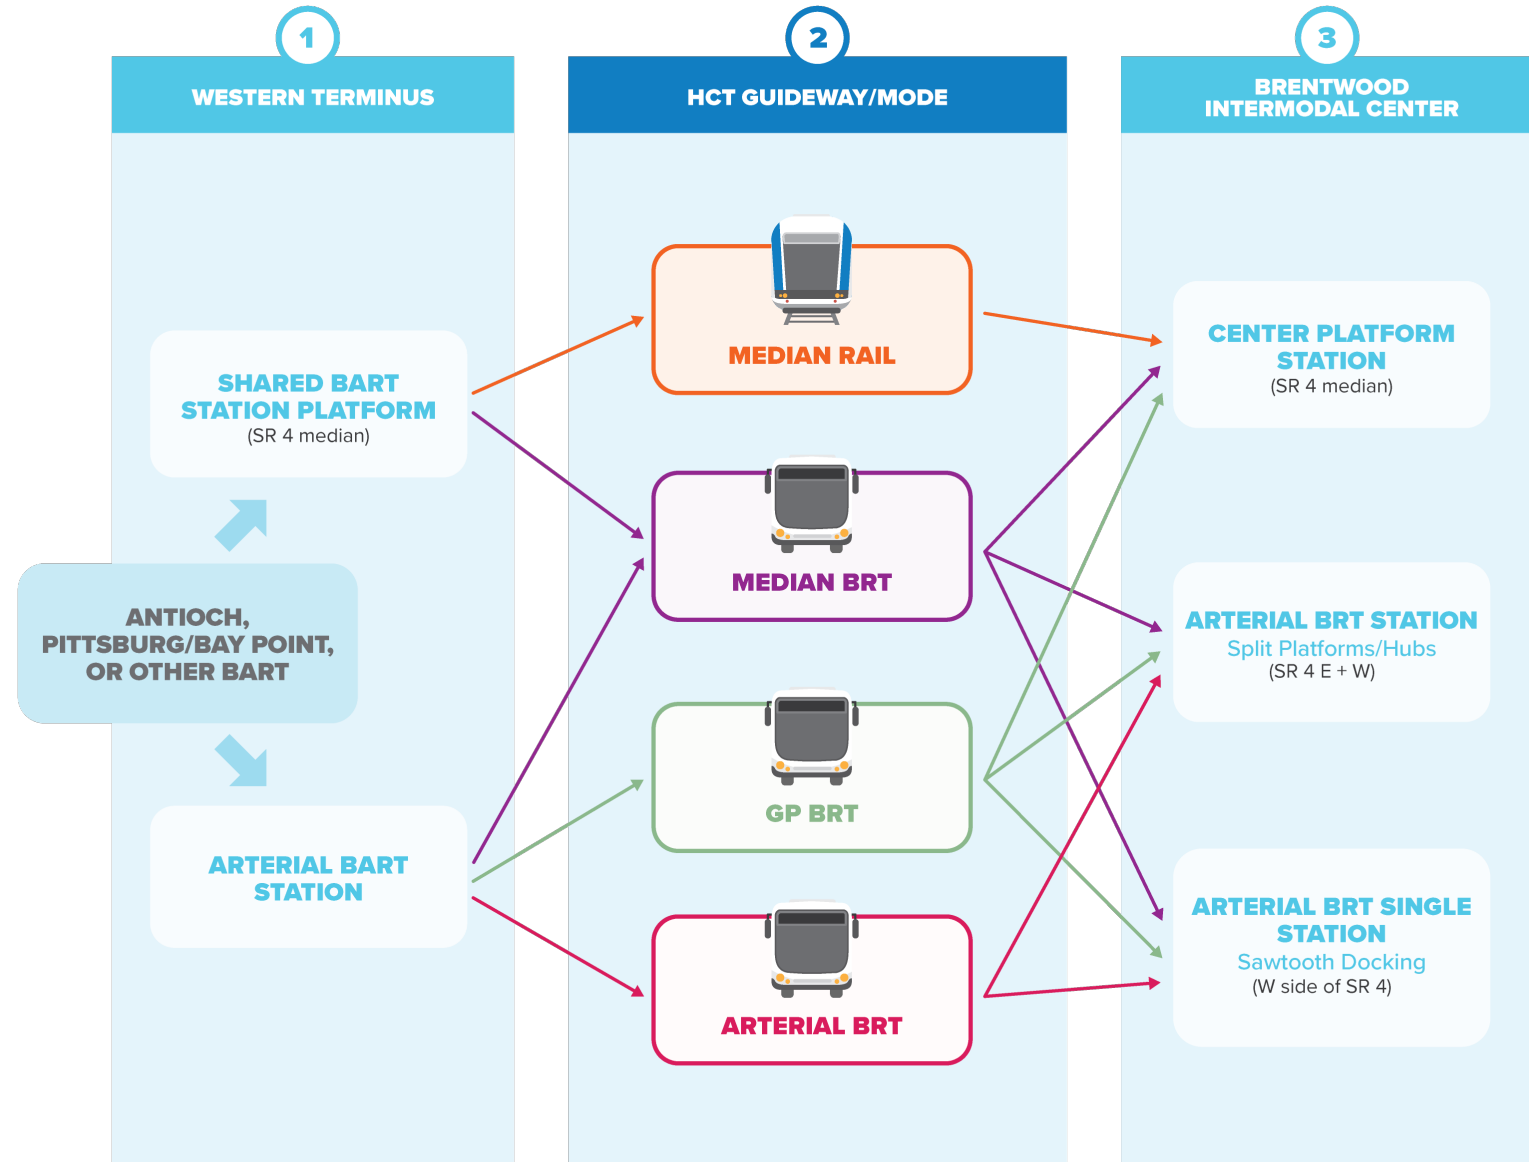 1
WESTERN TERMINUS
SHARED BART
STATION PLATFORM
(SR 4 median)
ANTIOCH,
PITTSBURG/BAY POINT,
OR OTHER BART
ARTERIAL BART
STATION
2
HCT GUIDEWAY/MODE
MEDIAN RAIL
MEDIAN BRT
GP BRT
ARTERIAL BRT
3
BRENTWOOD
INTERMODAL CENTER
CENTER PLATFORM
STATION
(SR 4 median)
ARTERIAL BRT STATION
Split Platforms/Hubs
(SR 4 E + W)
ARTERIAL BRT SINGLE
STATION
Sawtooth Docking
(W side of SR 4)